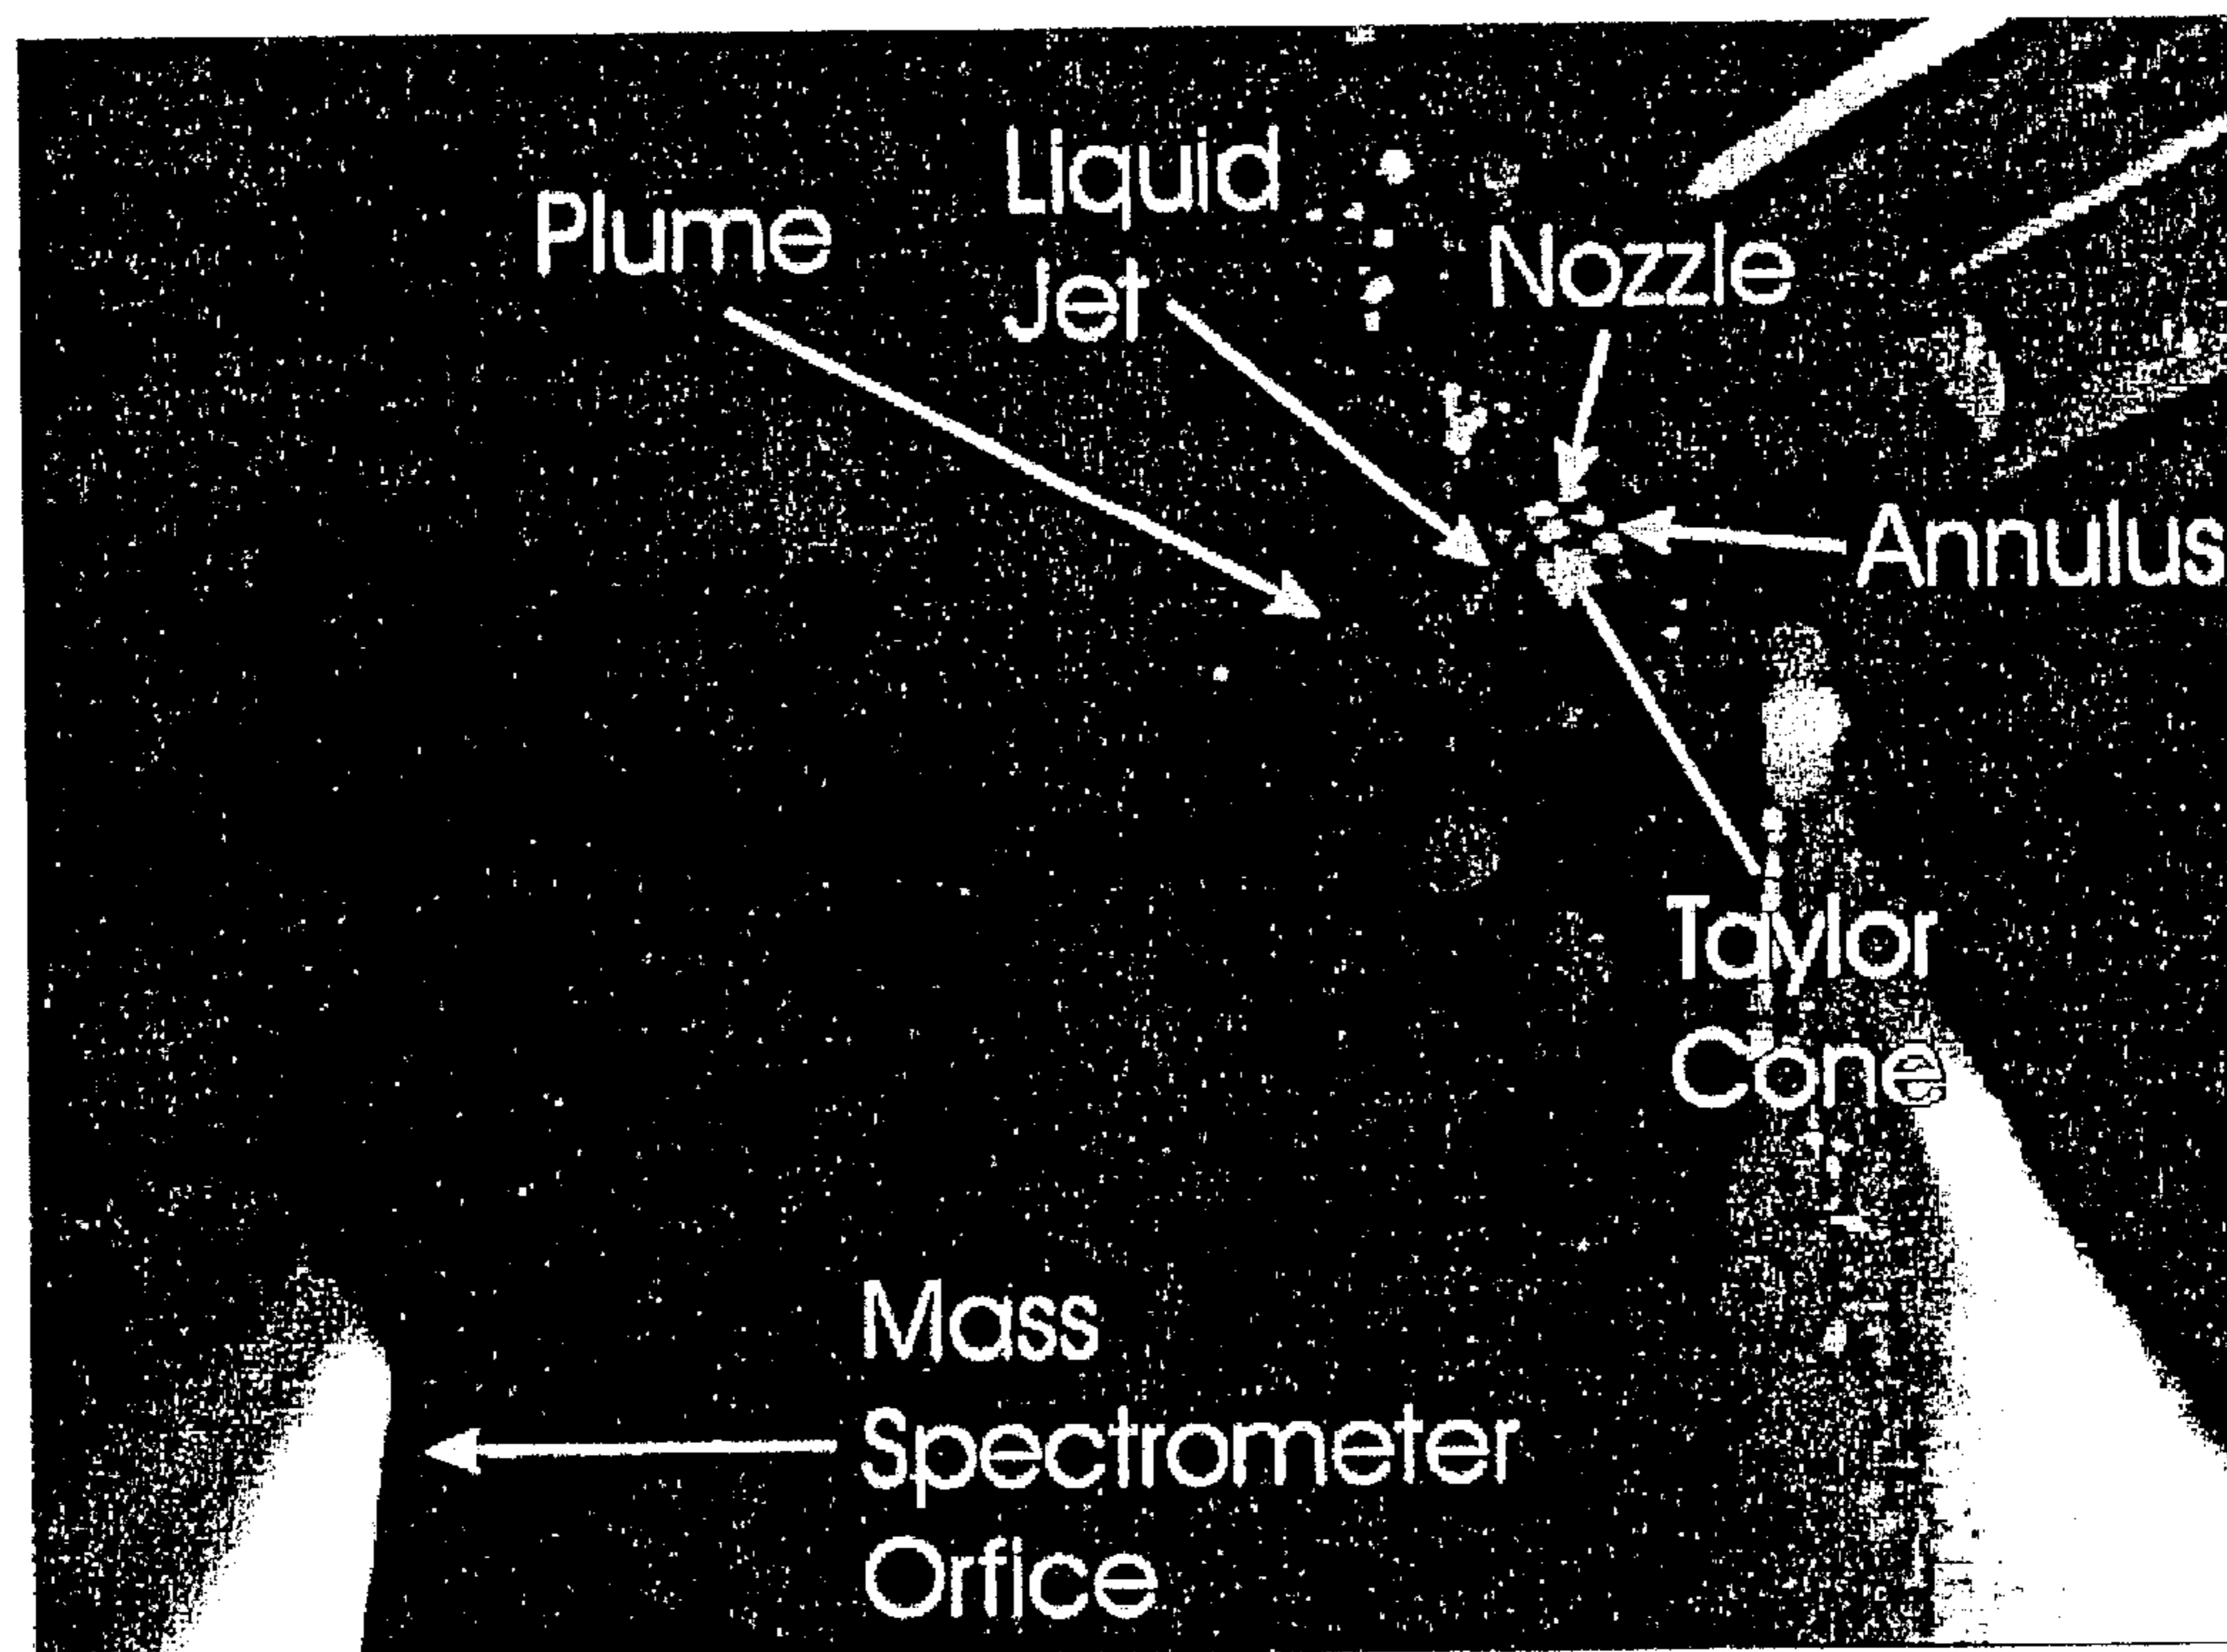 Plume
Liquid
Jet
Nozzle
Annulus
Taylor
Cone
Mass
Spectrometer
Orfice